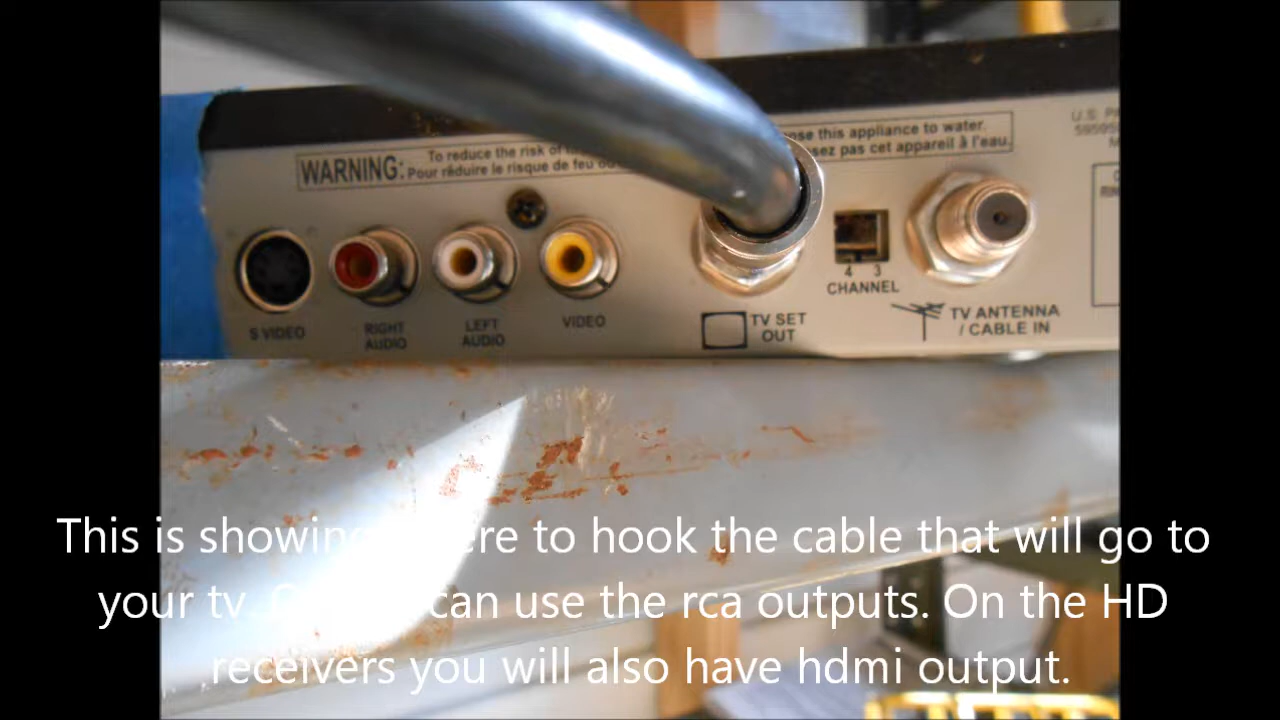 WARNING: To reduce the risk of
Pour réduire le risque de feu ou
this appliance to water.
pas cet appareil à l'eau.
4 3
CHANNEL
S VIDEO
RIGHT
AUDIO
LEFT
AUDIO
VIDEO
TV SET
OUT
TV ANTENNA
/ CABLE IN
This is showing to hook the cable that will go to
your tv. can use the rca outputs. On the HD
receivers you will also have hdmi output.